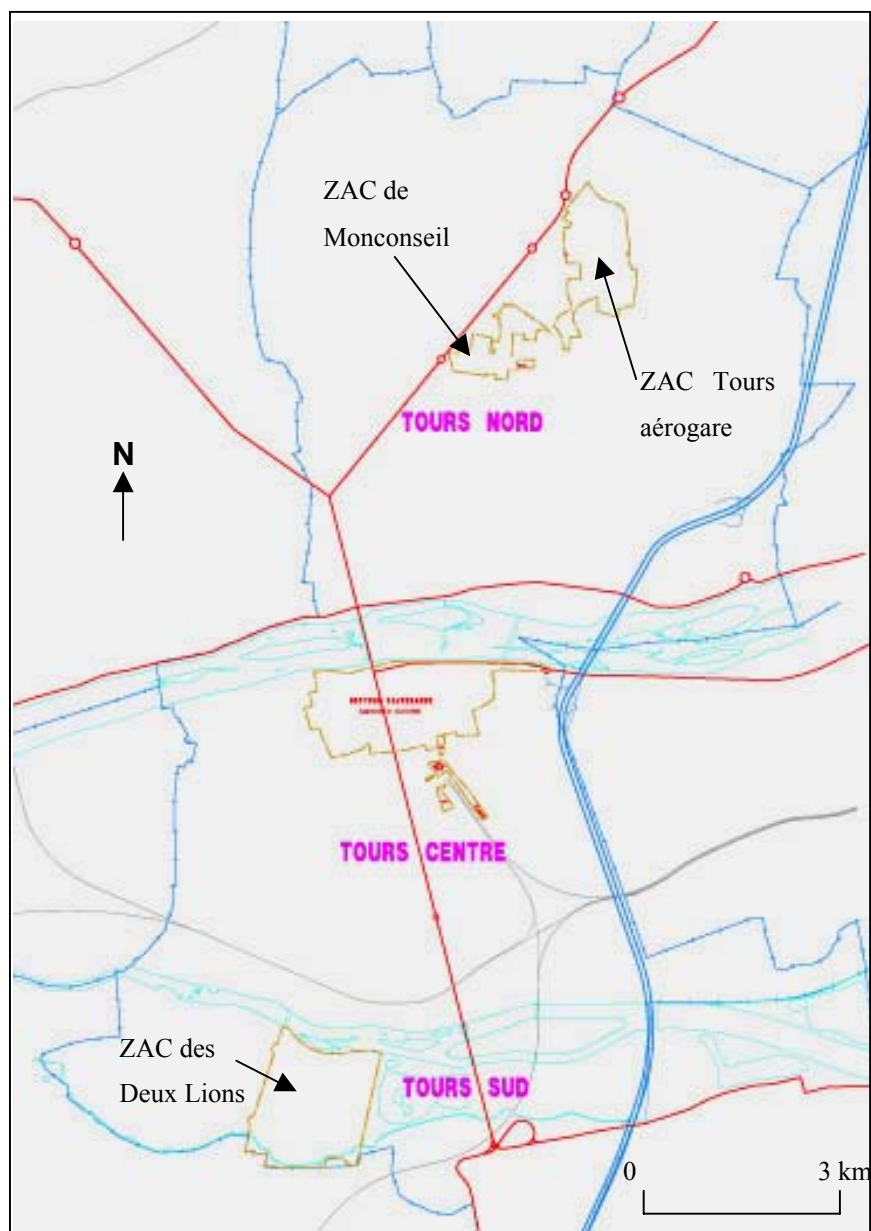 ZAC de
Monconseil
ZAC Tours
aérogare
TOURS NORD
N
TOURS CENTRE
ZAC des
Deux Lions
TOURS SUD
0 3 km